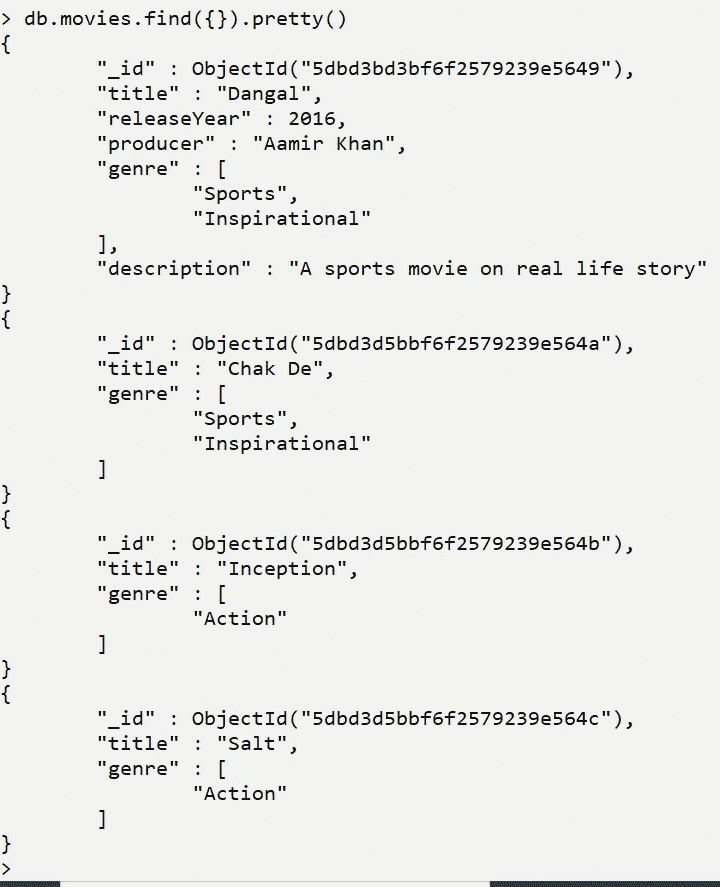 > db.movies.find({}).pretty()
{
        "_id" : ObjectId("5dbd3bd3bf6f2579239e5649"),
        "title" : "Dangal",
        "releaseYear" : 2016,
        "producer" : "Aamir Khan",
        "genre" : [
                "Sports",
                "Inspirational"
        ],
        "description" : "A sports movie on real life story"
}
{
        "_id" : ObjectId("5dbd3d5bbf6f2579239e564a"),
        "title" : "Chak De",
        "genre" : [
                "Sports",
                "Inspirational"
        ]
}
{
        "_id" : ObjectId("5dbd3d5bbf6f2579239e564b"),
        "title" : "Inception",
        "genre" : [
                "Action"
        ]
}
{
        "_id" : ObjectId("5dbd3d5bbf6f2579239e564c"),
        "title" : "Salt",
        "genre" : [
                "Action"
        ]
}
>